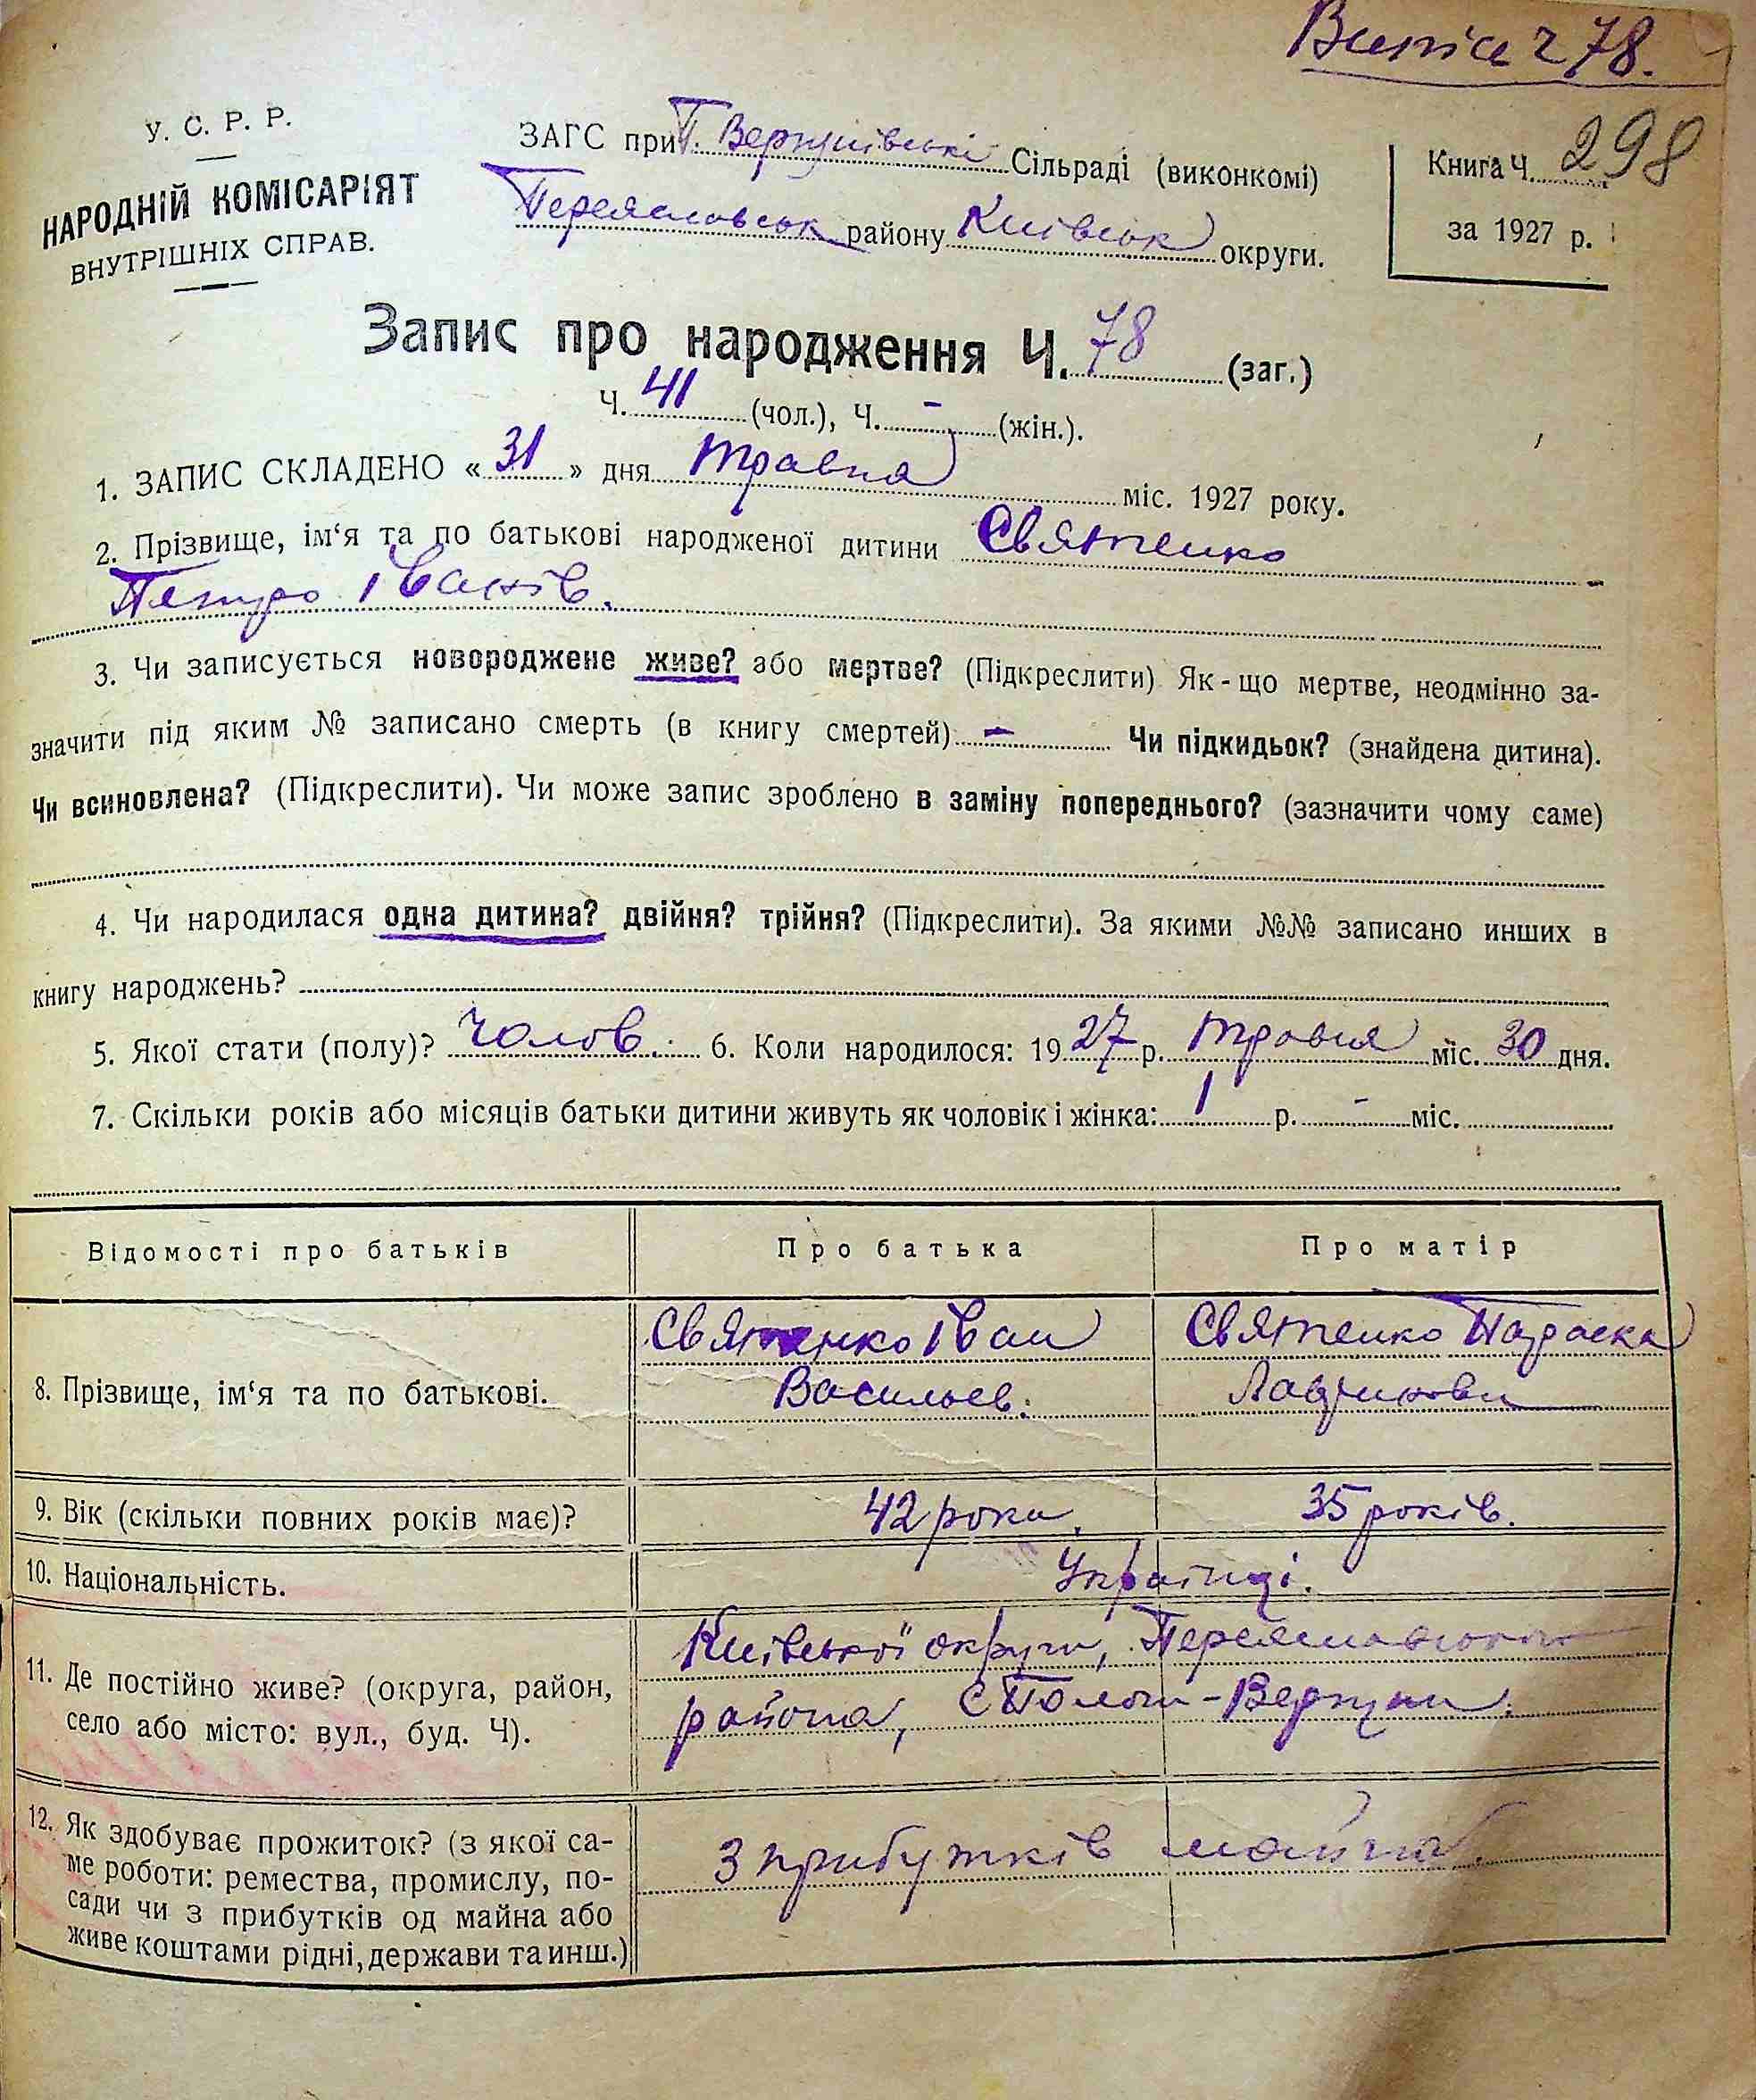 Випис ч 78.
У. С. Р. Р.
НАРОДНІЙ КОМІСАРІЯТ
ВНУТРІШНІХ СПРАВ.
ЗАГС при П. Вергунівські Сільраді (виконкомі)
Переяславськ району Київськ округи.
Книга Ч. 298
за 1927 р.
Запис про народження Ч. 78 (заг.)
Ч. 41 (чол.), Ч. - (жін.).
1. ЗАПИС СКЛАДЕНО « 31 » дня травня міс. 1927 року.
2. Прізвище, ім‘я та по батькові народженої дитини Святенко
Петро Іванів.
3. Чи записується новороджене живе? або мертве? (Підкреслити) Як-що мертве, неодмінно за-
значити під яким № записано смерть (в книгу смертей) - Чи підкидьок? (знайдена дитина).
Чи всиновлена? (Підкреслити). Чи може запис зроблено в заміну попереднього? (зазначити чому саме)
4. Чи народилася одна дитина? двійня? трійня? (Підкреслити). За якими №№ записано инших в
книгу народжень?
5. Якої стати (полу)? Чолов. 6. Коли народилося: 1927 р. травня міс. 30 дня.
7. Скільки років або місяців батьки дитини живуть як чоловік і жінка: 1 р. - міс.
Відомості про батьків Про батька Про матір
8. Прізвище, ім‘я та по батькові. Святенко Іван Святенко Параска
Васильев.
9. Вік (скільки повних років має)? 42 роки. 35 років.
10. Національність. Українці.
11. Де постійно живе? (округа, район, Київської округи, Переяславського
село або місто: вул., буд. Ч). района, с Пологи-Вергуни.
12. Як здобуває прожиток? (з якої са-
ме роботи: ремества, промислу, по- З прибутків майна.
сади чи з прибутків од майна або
живе коштами рідні, держави та инш.)